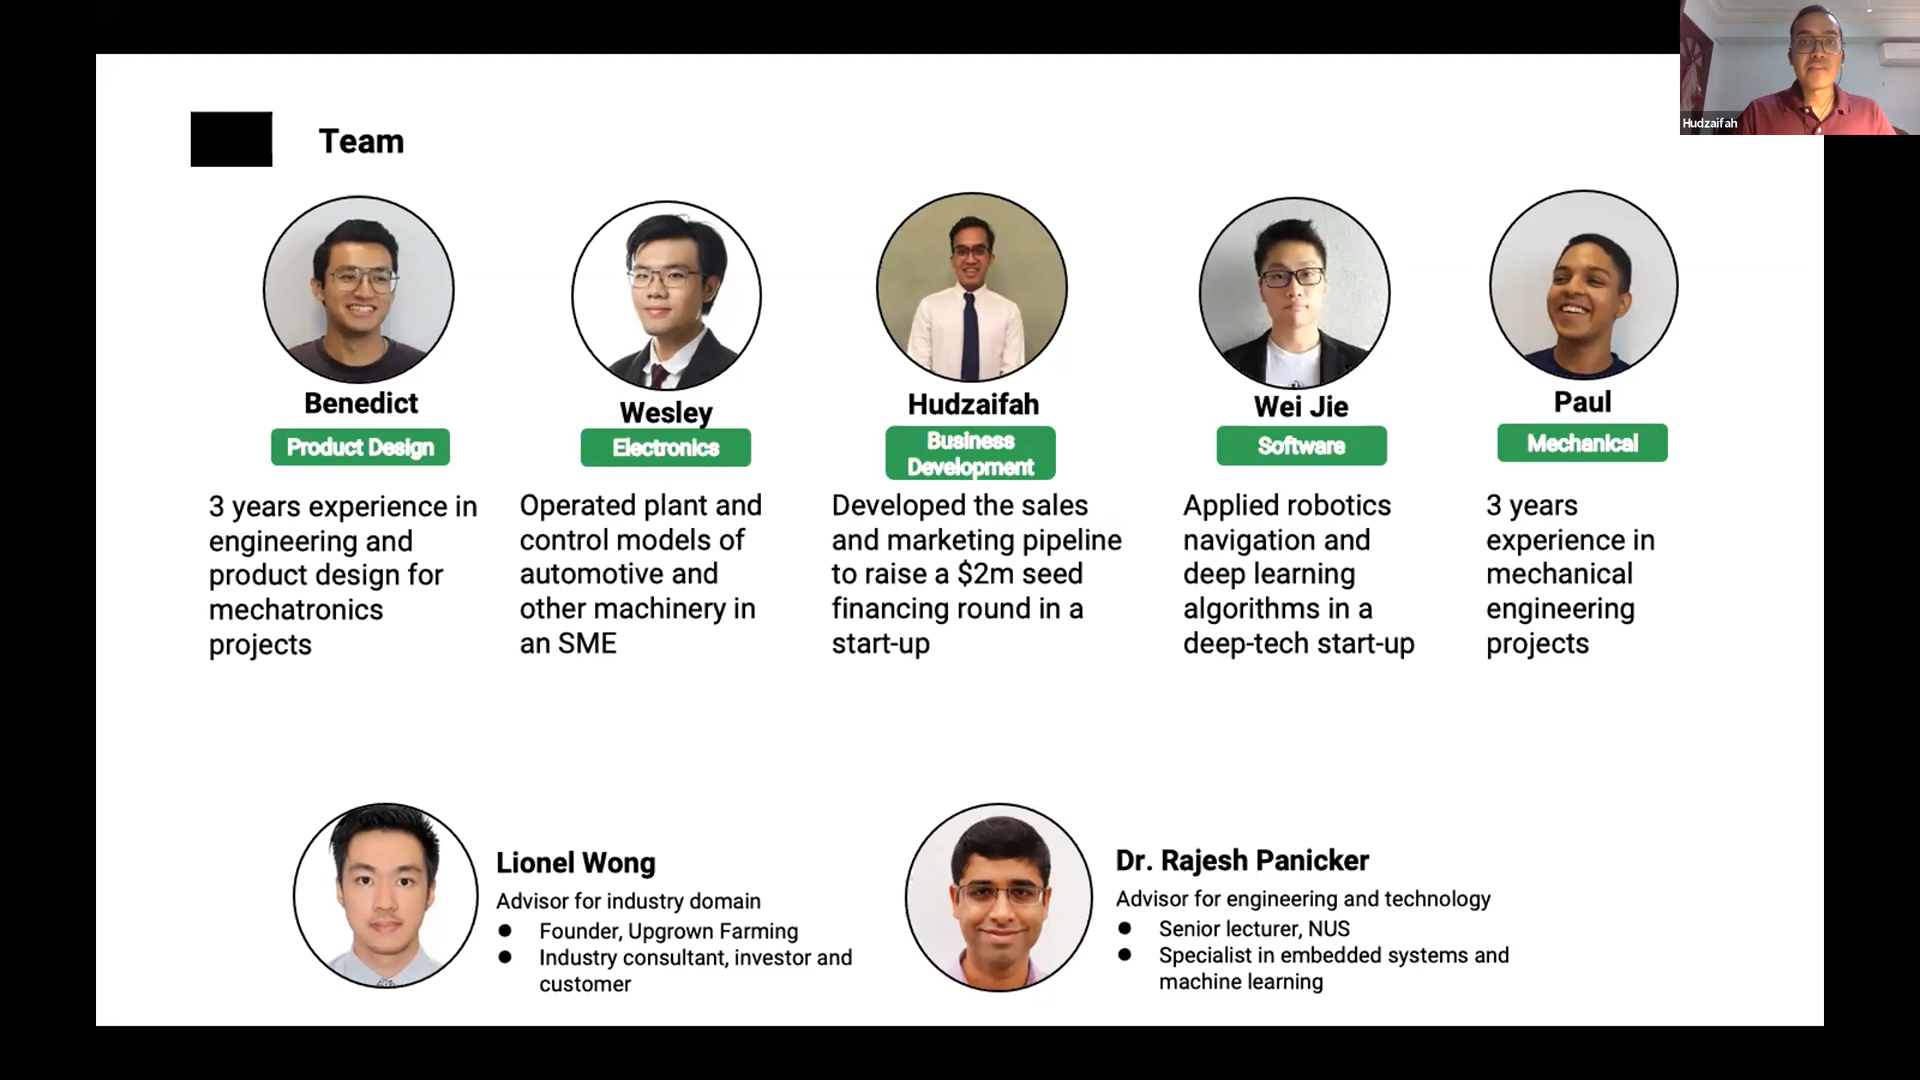 Hudzaifah
Team
Benedict
Product Design
3 years experience in
engineering and
product design for
mechatronics
projects
Wesley
Electronics
Operated plant and
control models of
automotive and
other machinery in
an SME
Hudzaifah
Business
Development
Developed the sales
and marketing pipeline
to raise a $2m seed
financing round in a
start-up
Wei Jie
Software
Applied robotics
navigation and
deep learning
algorithms in a
deep-tech start-up
Paul
Mechanical
3 years
experience in
mechanical
engineering
projects
Lionel Wong
Advisor for industry domain
● Founder, Upgrown Farming
● Industry consultant, investor and
customer
Dr. Rajesh Panicker
Advisor for engineering and technology
● Senior lecturer, NUS
● Specialist in embedded systems and
machine learning